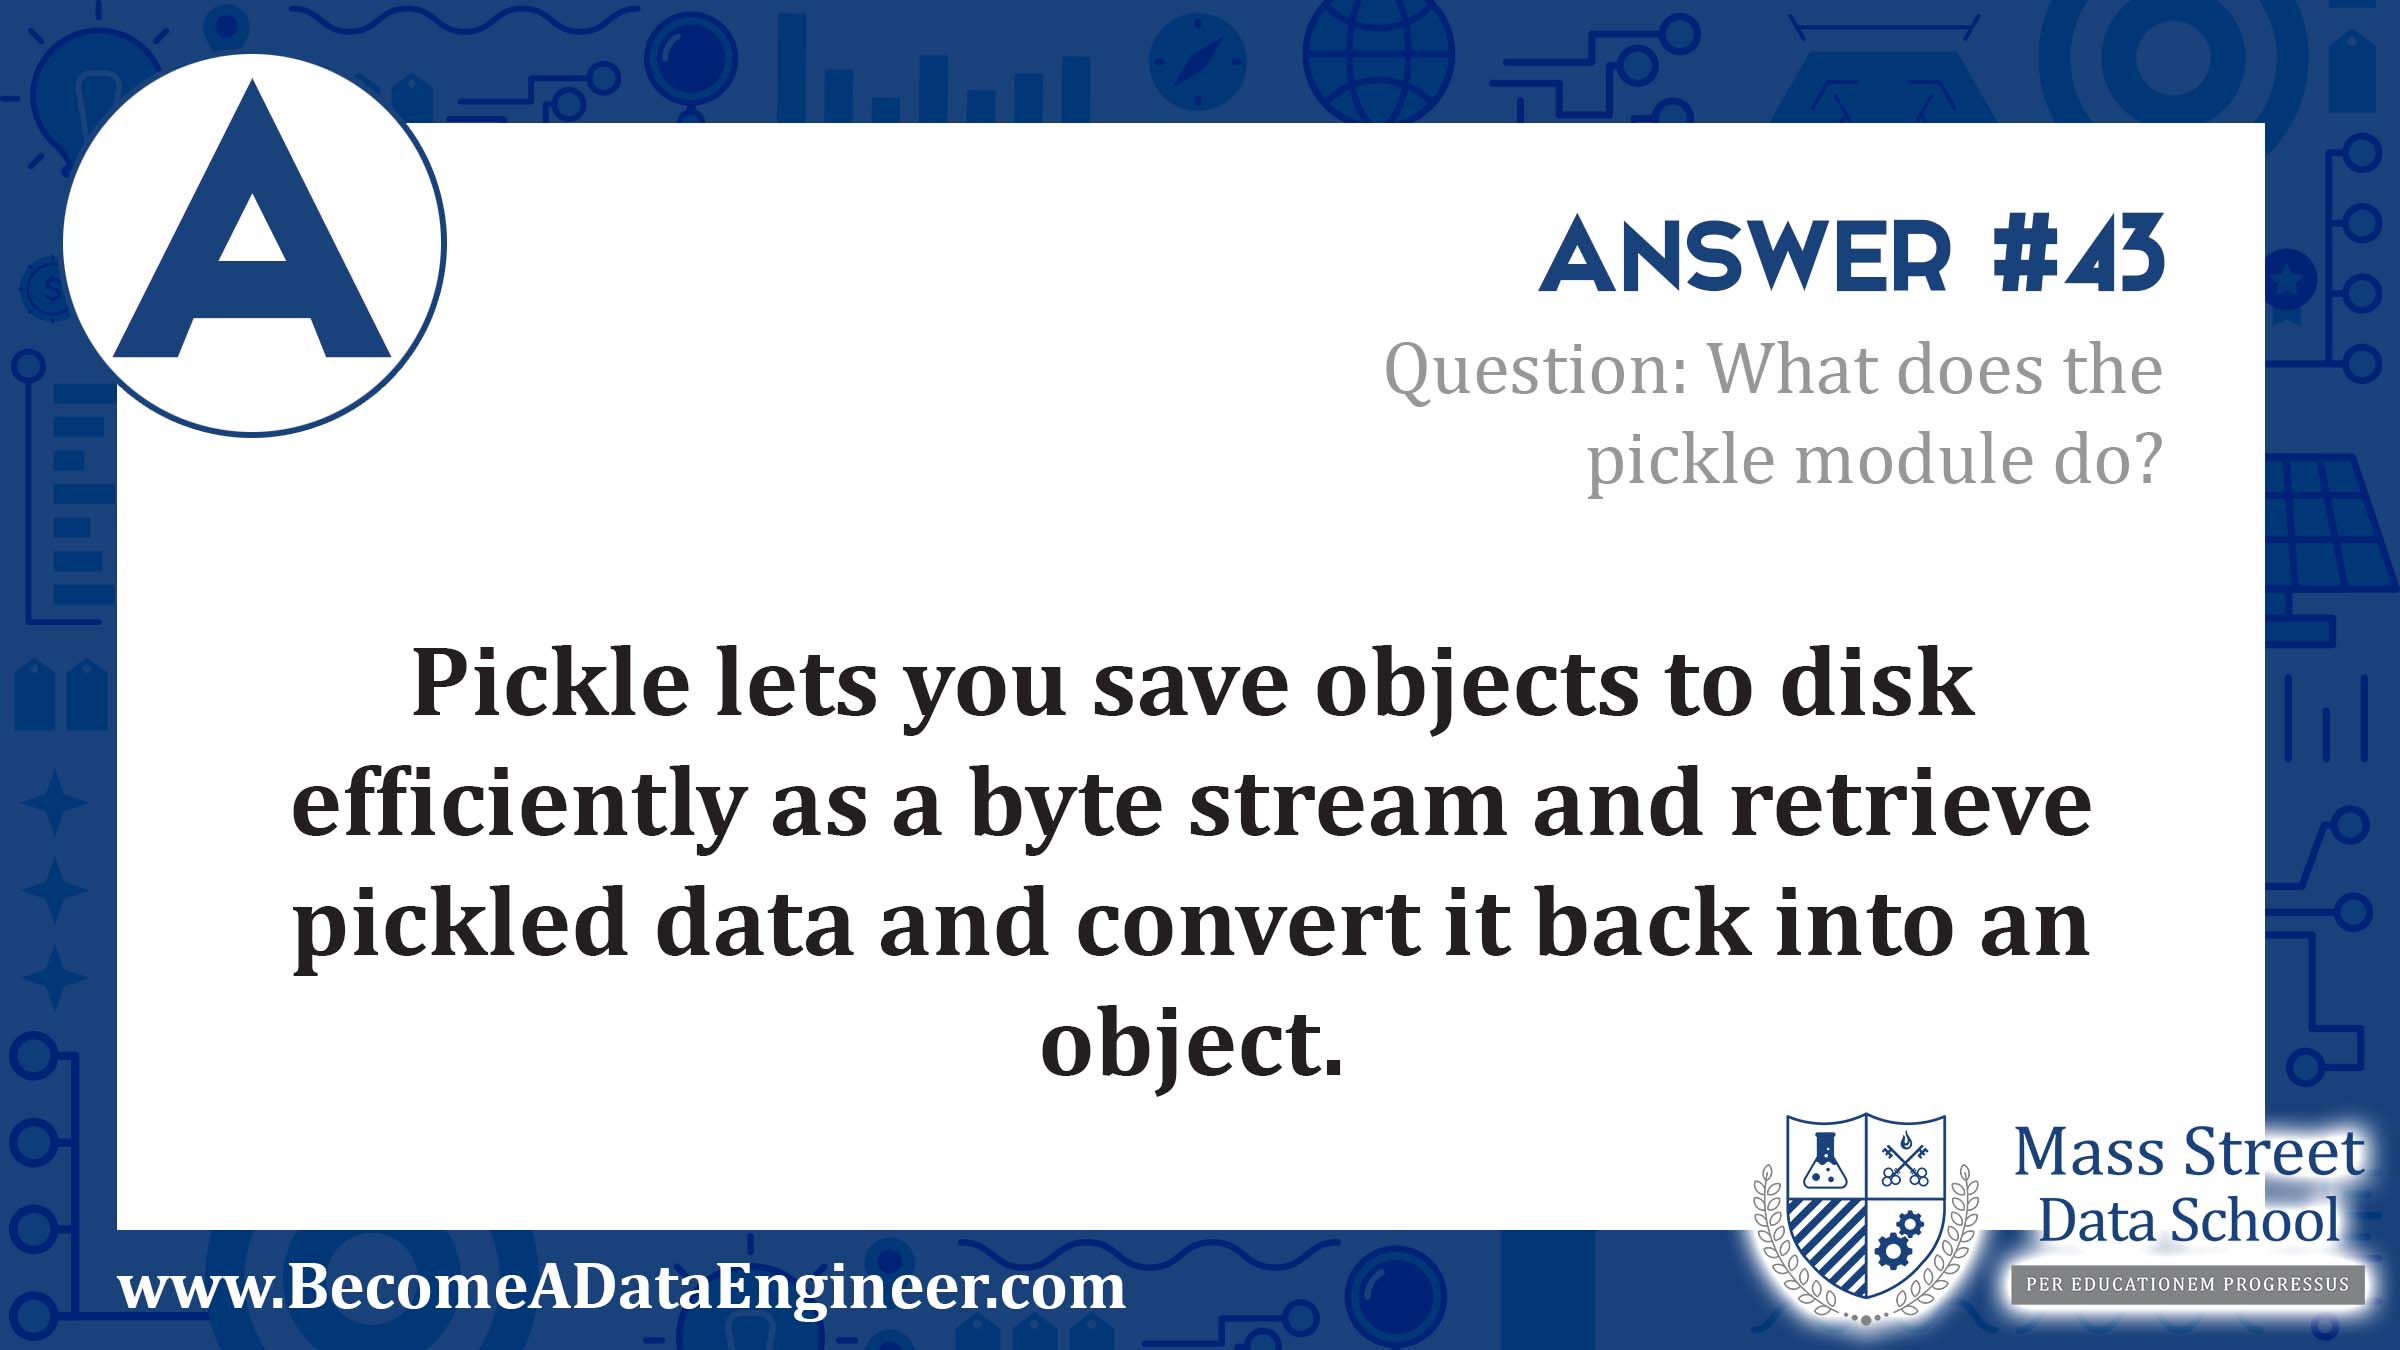 A
Answer #43
Question: What does the
pickle module do?
Pickle lets you save objects to disk
efficiently as a byte stream and retrieve
pickled data and convert it back into an
object.
Mass Street
Data School
PER EDUCATIONEM PROGRESSUS
www.BecomeADataEngineer.com
$